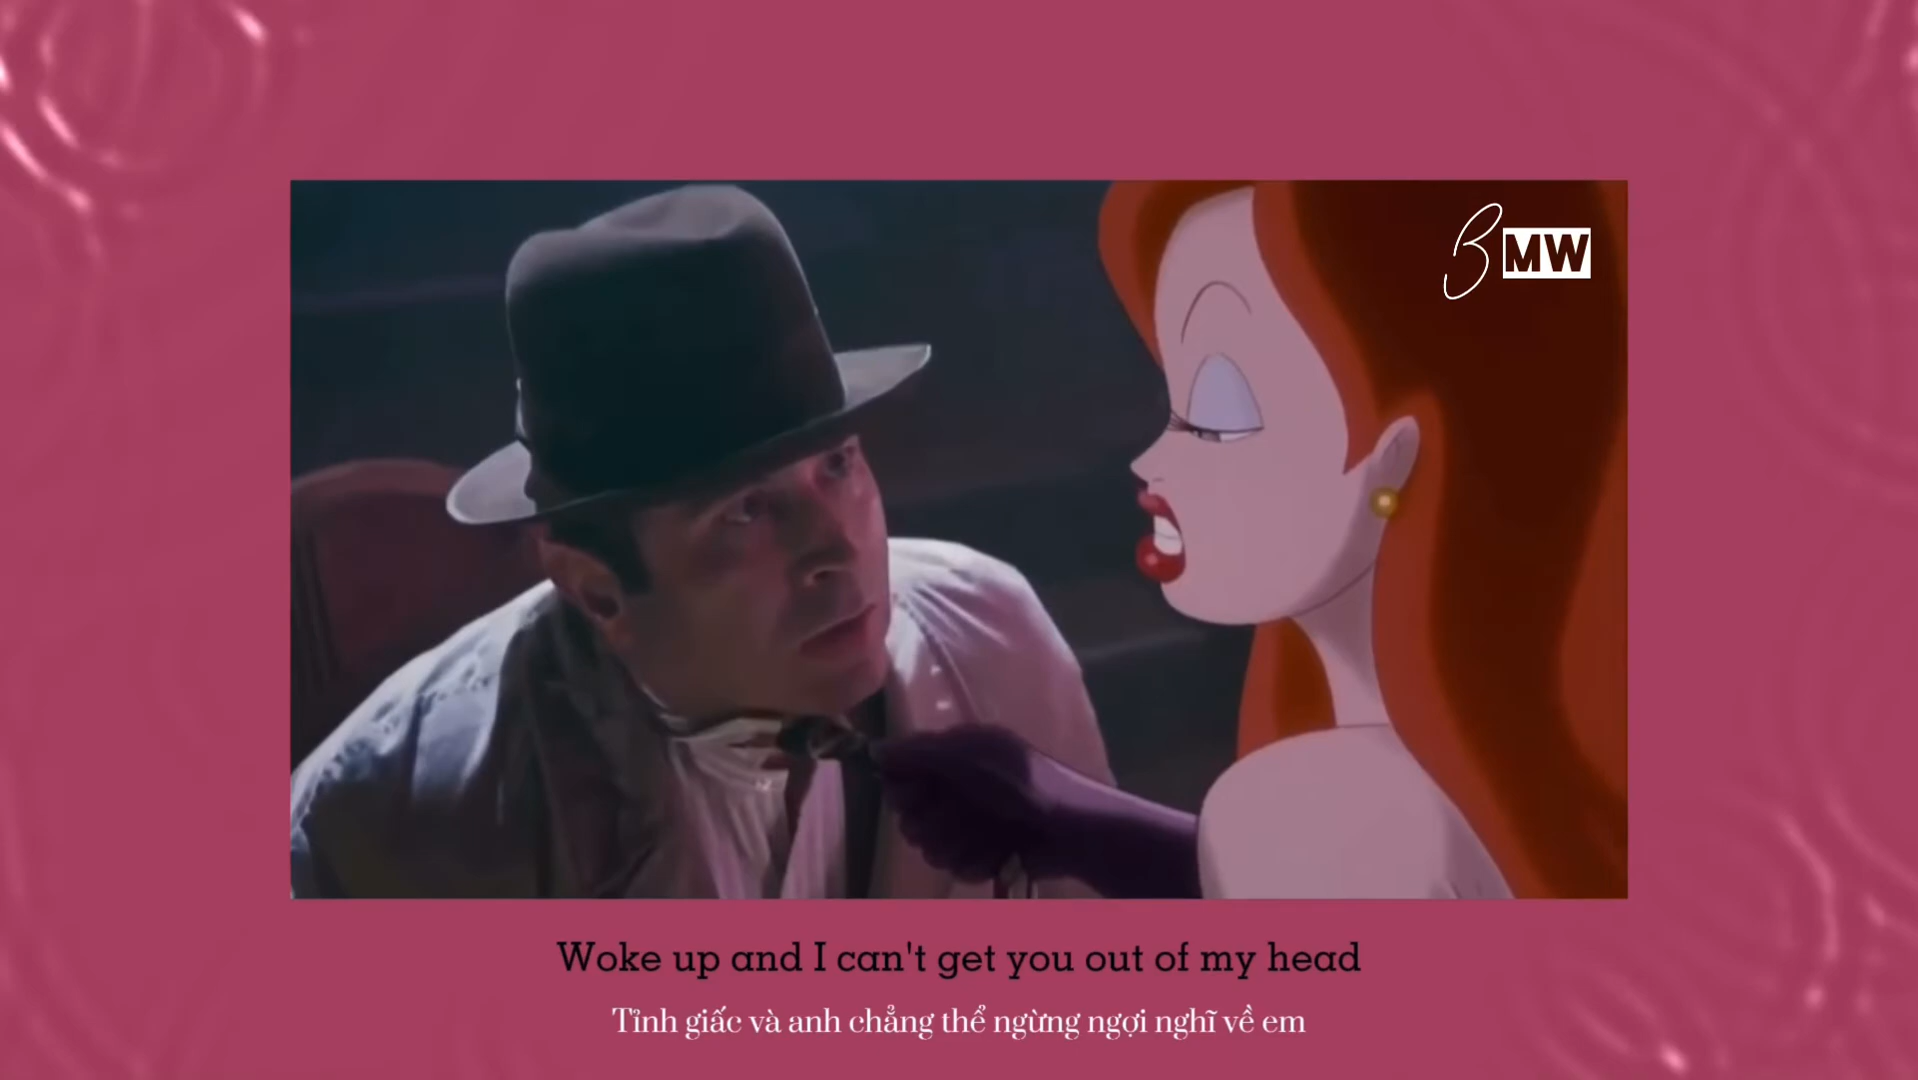 BMW
Woke up and I can't get you out of my head
Tỉnh giấc và anh chẳng thể ngừng ngợi nghĩ về em